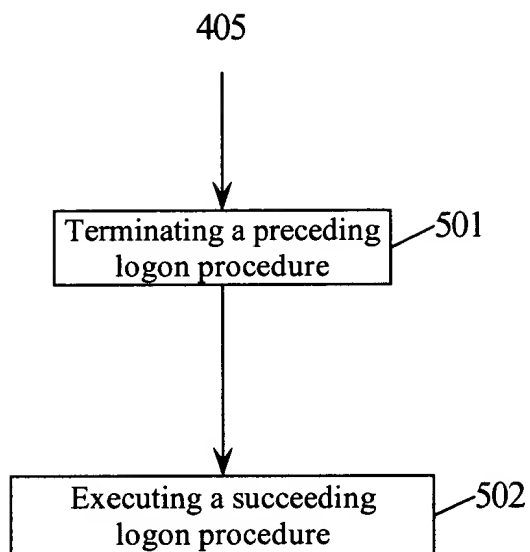 405
Terminating a preceding
logon procedure
501
Executing a succeeding
logon procedure
502